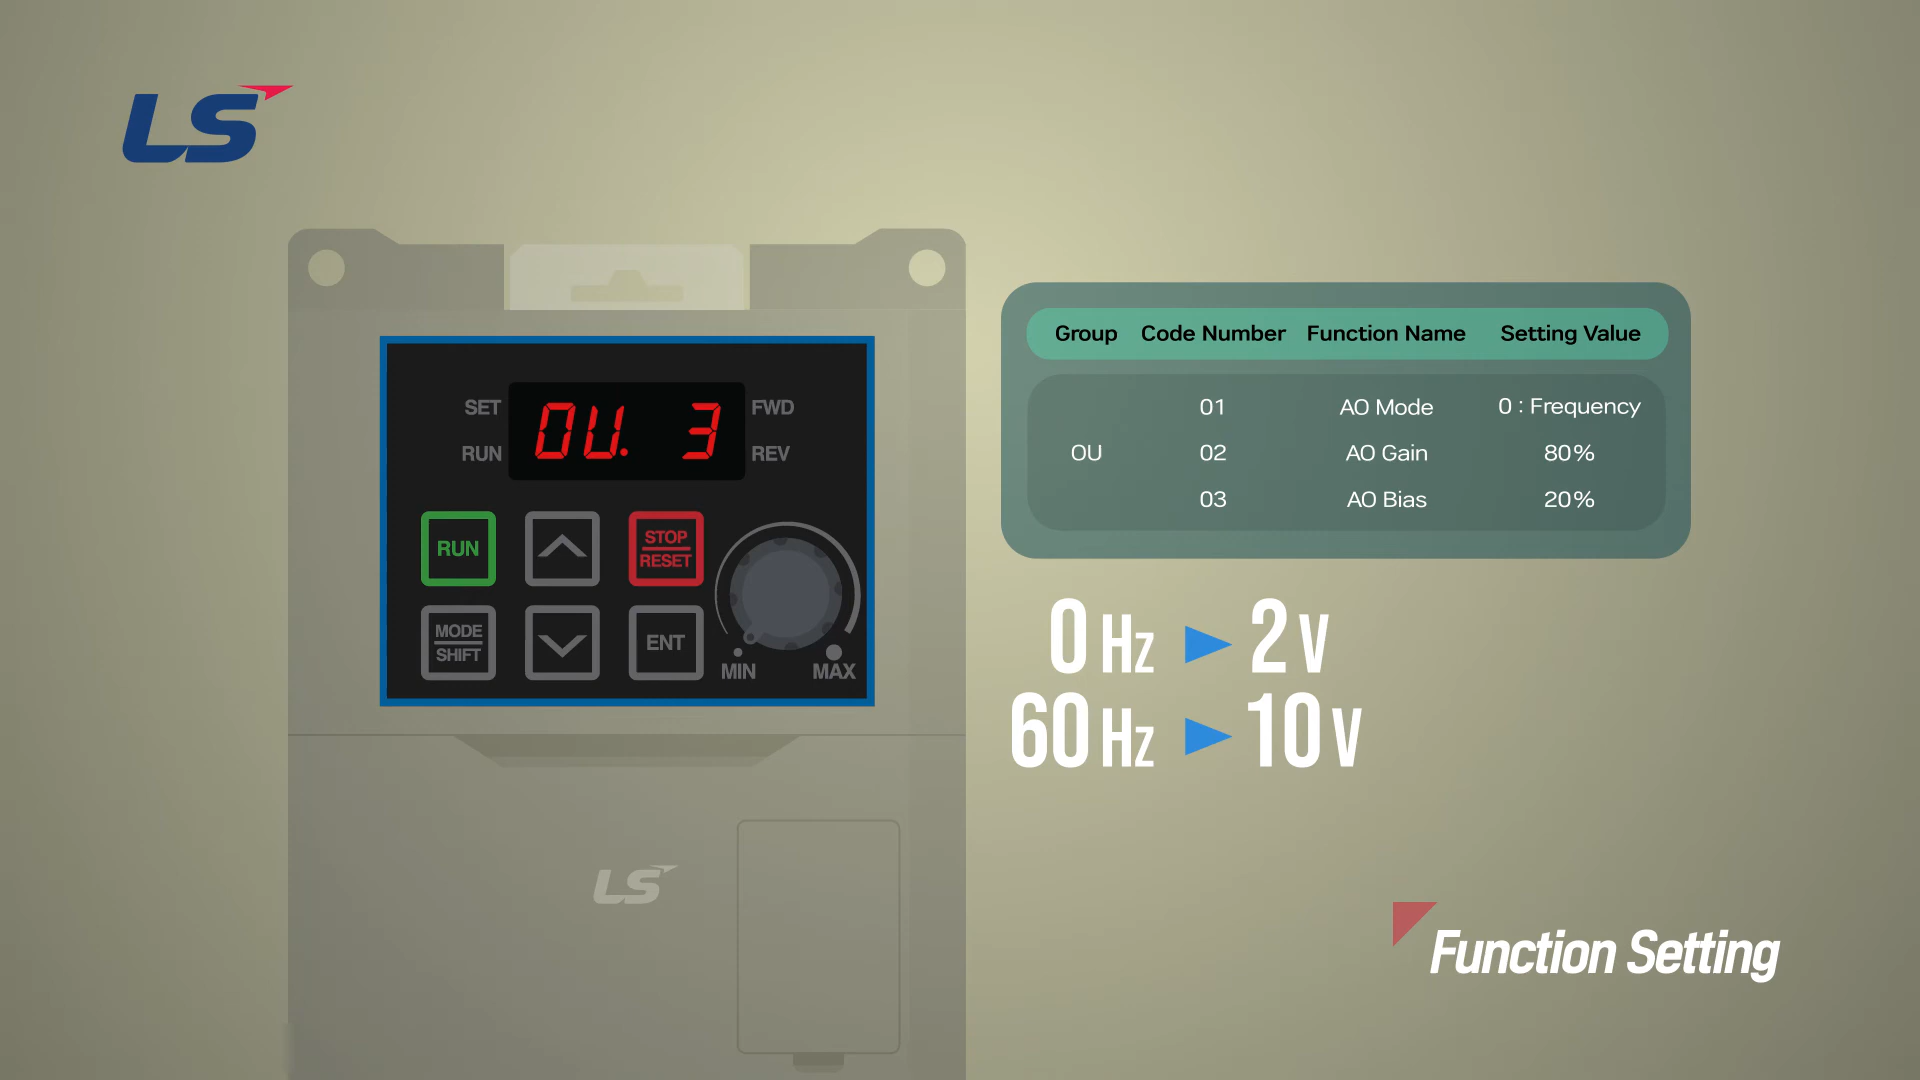 LS
SET
OU. 3
FWD
RUN
REV
RUN
STOP
RESET
MODE
SHIFT
ENT
MIN
MAX
LS
Group Code Number Function Name Setting Value
01 AO Mode 0 : Frequency
OU 02 AO Gain 80%
03 AO Bias 20%
0 Hz 2 V
60 Hz 10 V
Function Setting